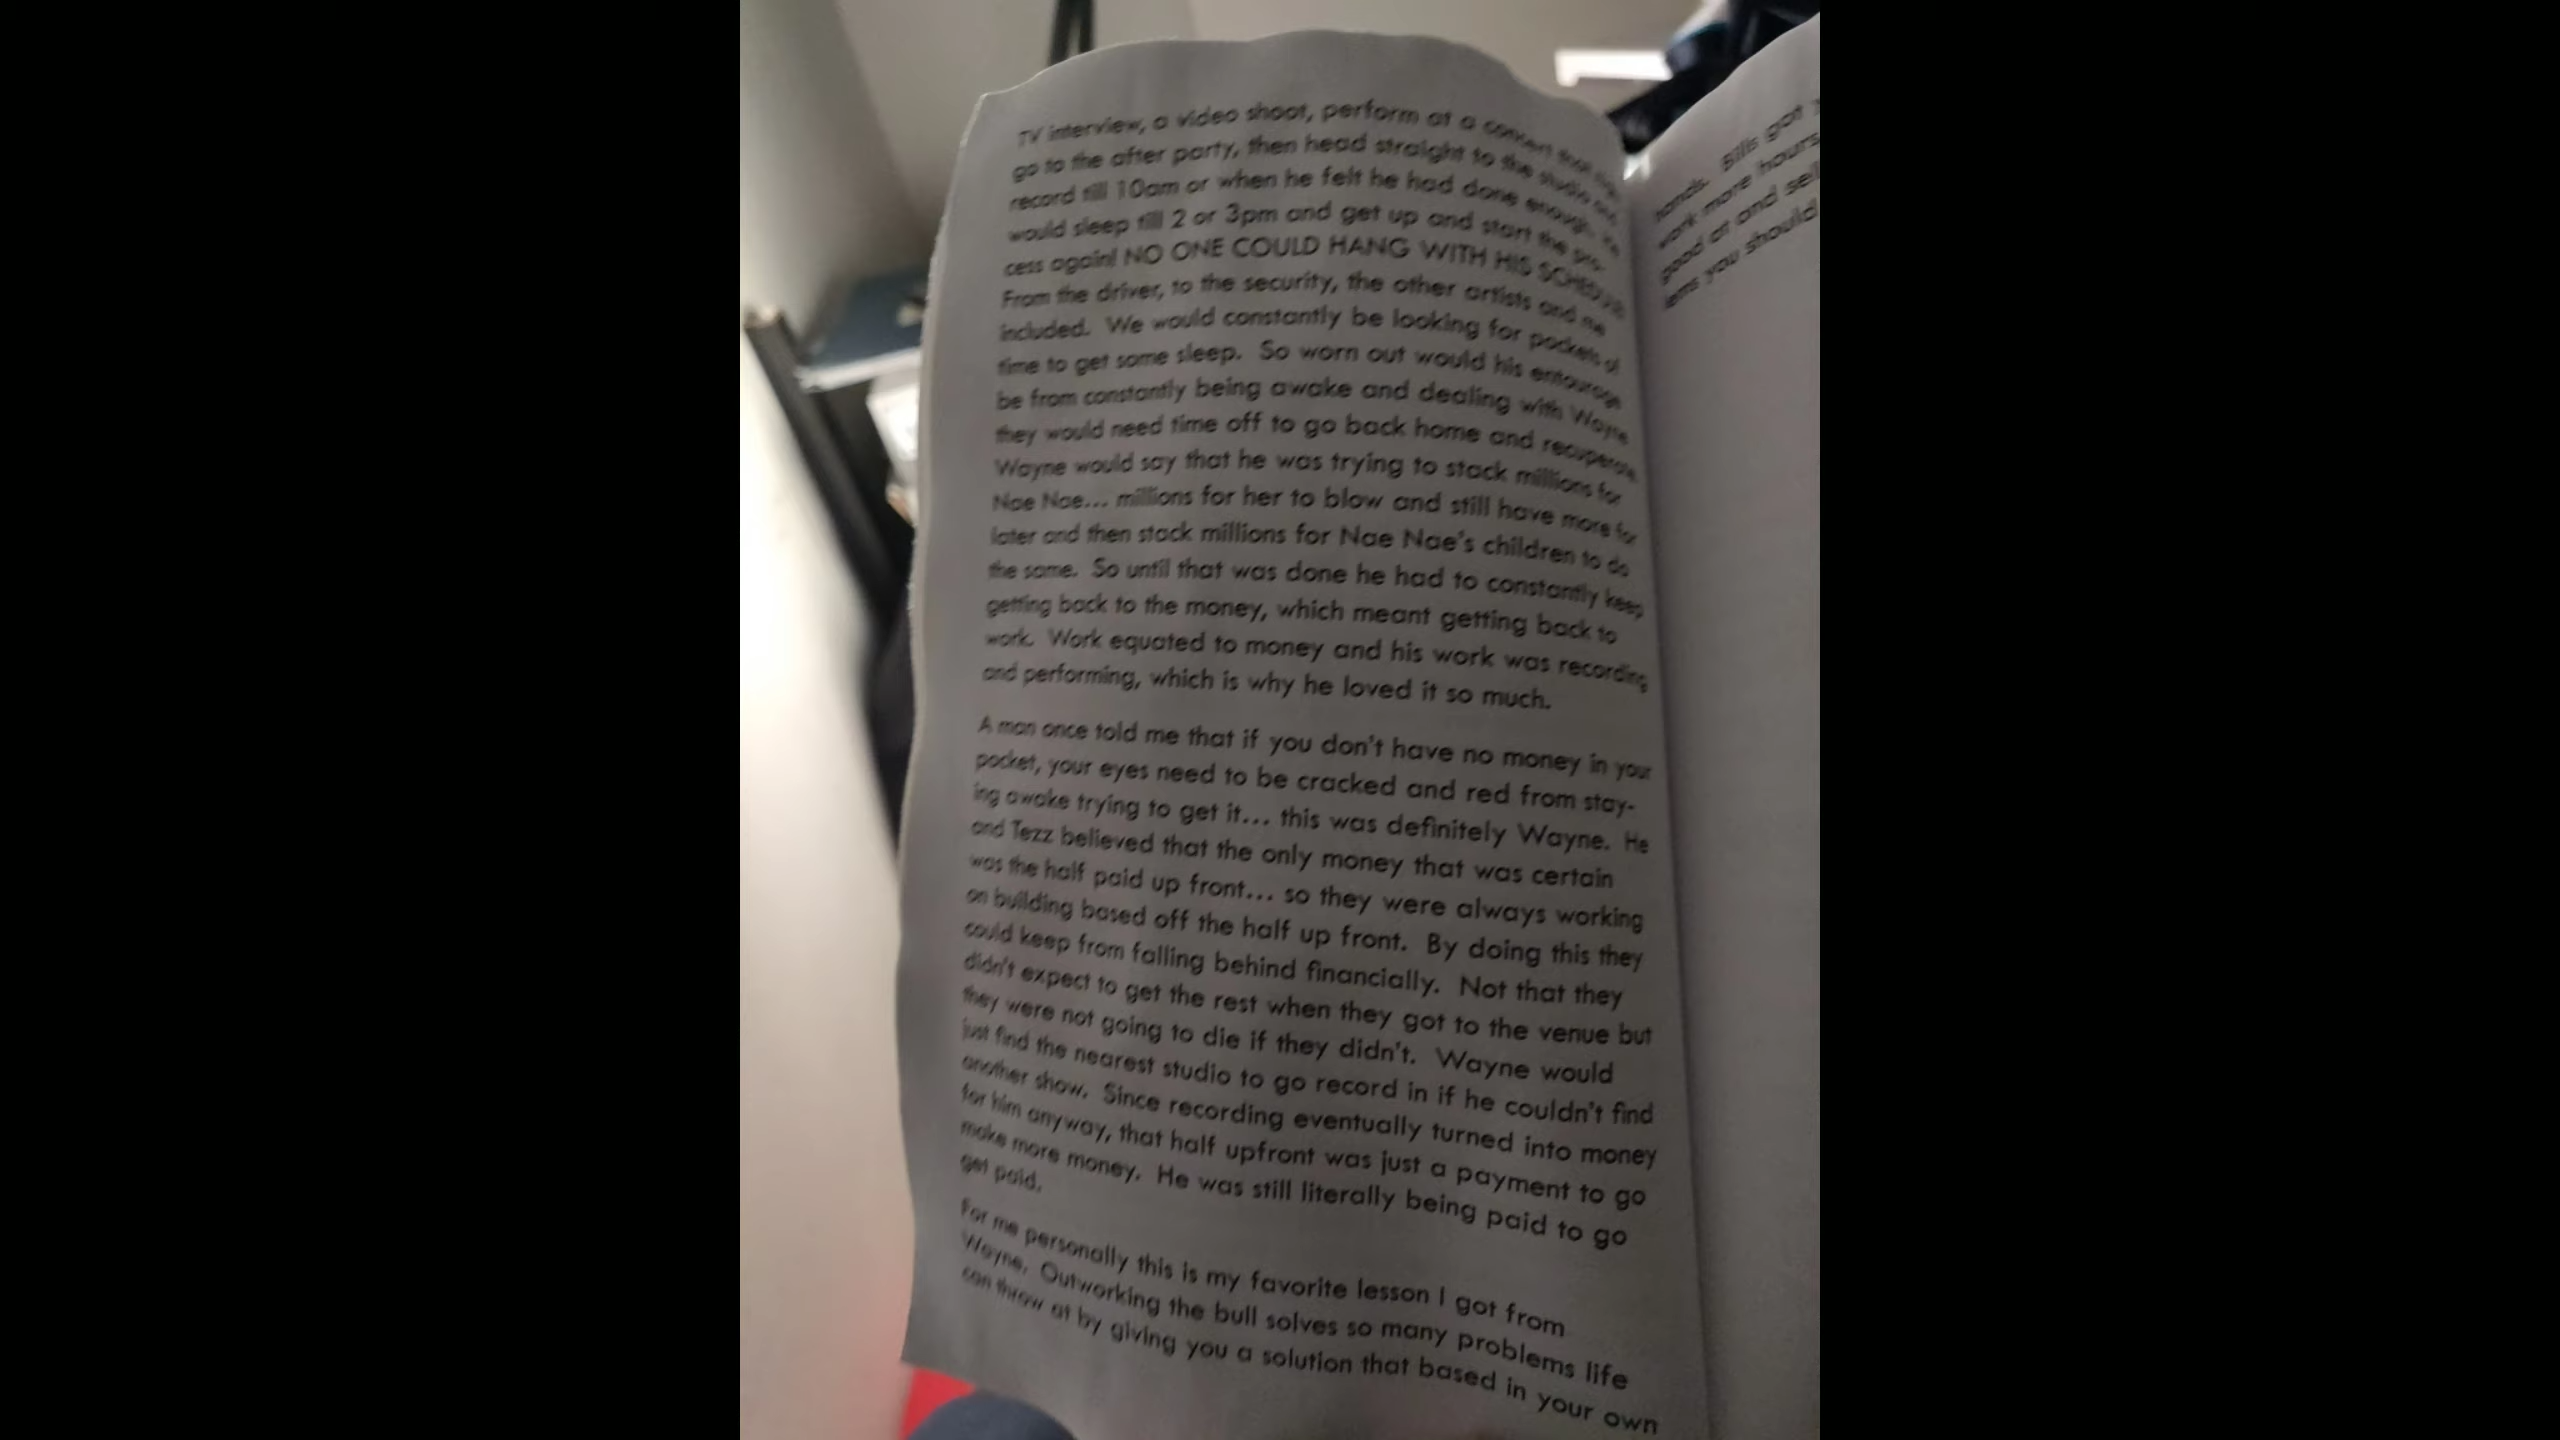 TV interview, a video shoot, perform at a concert that
go to the after party, then head straight to the studio and
record till 10am or when he felt he had done enough. He
would sleep till 2 or 3pm and get up and start the pro-
cess again! NO ONE COULD HANG WITH HIS SCHEDULE
From the driver, to the security, the other artists and me
included. We would constantly be looking for pockets of
time to get some sleep. So worn out would his entourage
be from constantly being awake and dealing with Wayne
they would need time off to go back home and recuperate.
Wayne would say that he was trying to stack millions for
Nae Nae... millions for her to blow and still have more for
later and then stack millions for Nae Nae's children to do
the same. So until that was done he had to constantly keep
getting back to the money, which meant getting back to
work. Work equated to money and his work was recording
and performing, which is why he loved it so much.
A man once told me that if you don't have no money in your
pocket, your eyes need to be cracked and red from stay-
ing awake trying to get it... this was definitely Wayne. He
and Tezz believed that the only money that was certain
was the half paid up front... so they were always working
on building based off the half up front. By doing this they
could keep from falling behind financially. Not that they
didn't expect to get the rest when they got to the venue but
they were not going to die if they didn't. Wayne would
just find the nearest studio to go record in if he couldn't find
another show. Since recording eventually turned into money
for him anyway, that half upfront was just a payment to go
make more money. He was still literally being paid to go
get paid.
For me personally this is my favorite lesson I got from
Wayne. Outworking the bull solves so many problems life
can throw at by giving you a solution that based in your own
hands. Bills got
work more hours
good at and sell
lems you should